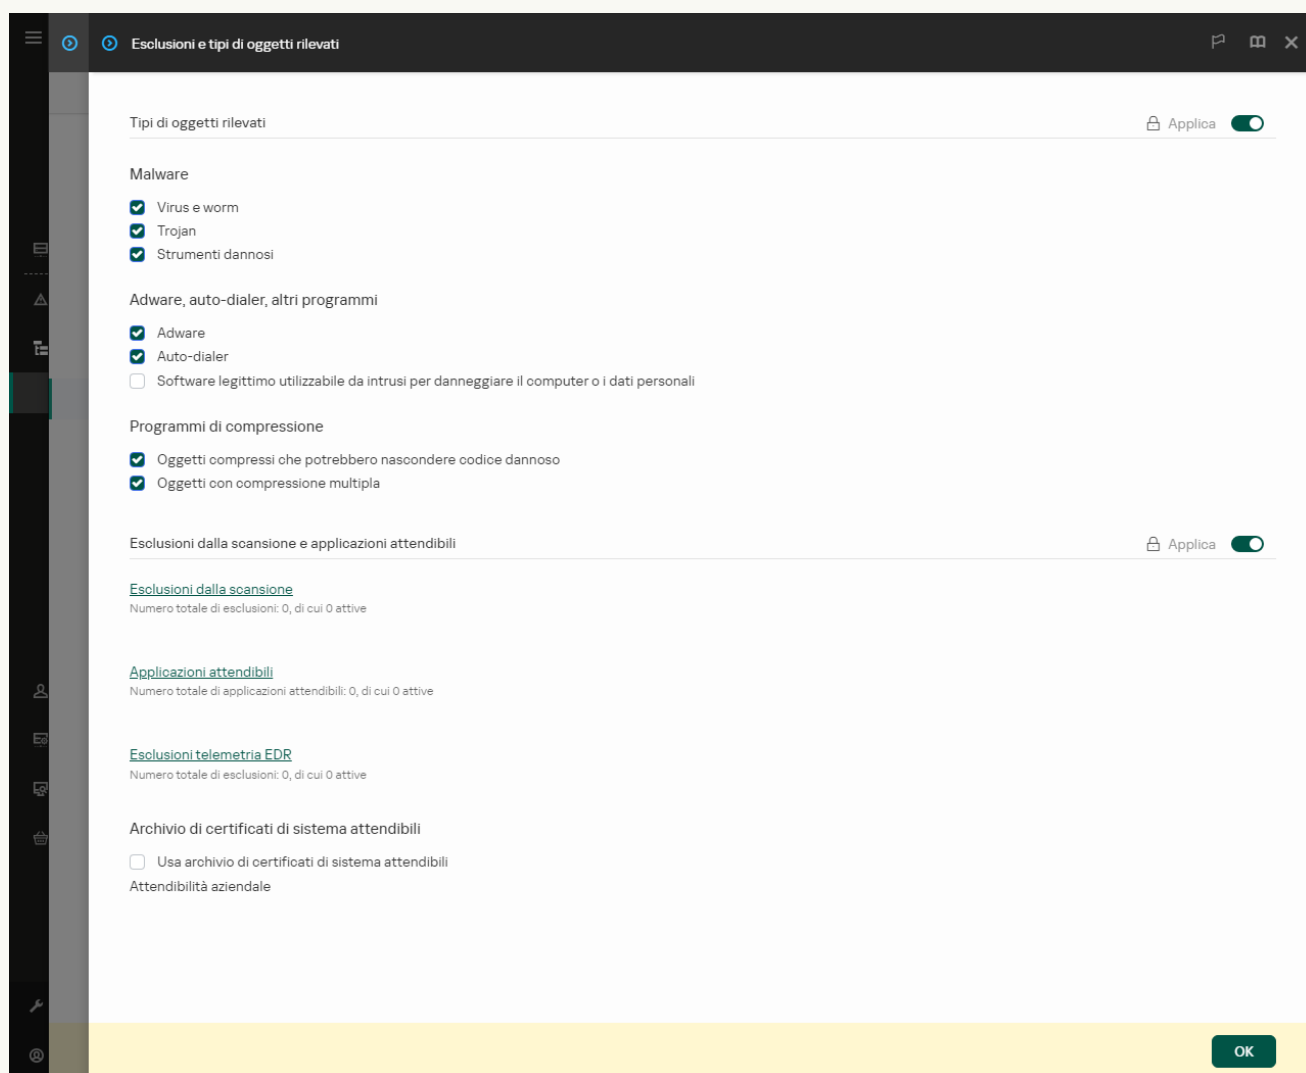 Esclusioni e tipi di oggetti rilevati
Tipi di oggetti rilevati
Applica
Malware
Virus e worm
Trojan
Strumenti dannosi
Adware, auto-dialer, altri programmi
Adware
Auto-dialer
Software legittimo utilizzabile da intrusi per danneggiare il computer o i dati personali
Programmi di compressione
Oggetti compressi che potrebbero nascondere codice dannoso
Oggetti con compressione multipla
Esclusioni dalla scansione e applicazioni attendibili
Applica
Esclusioni dalla scansione
Numero totale di esclusioni: 0, di cui 0 attive
Applicazioni attendibili
Numero totale di applicazioni attendibili: 0, di cui 0 attive
Esclusioni telemetria EDR
Numero totale di esclusioni: 0, di cui 0 attive
Archivio di certificati di sistema attendibili
Usa archivio di certificati di sistema attendibili
Attendibilità aziendale
OK